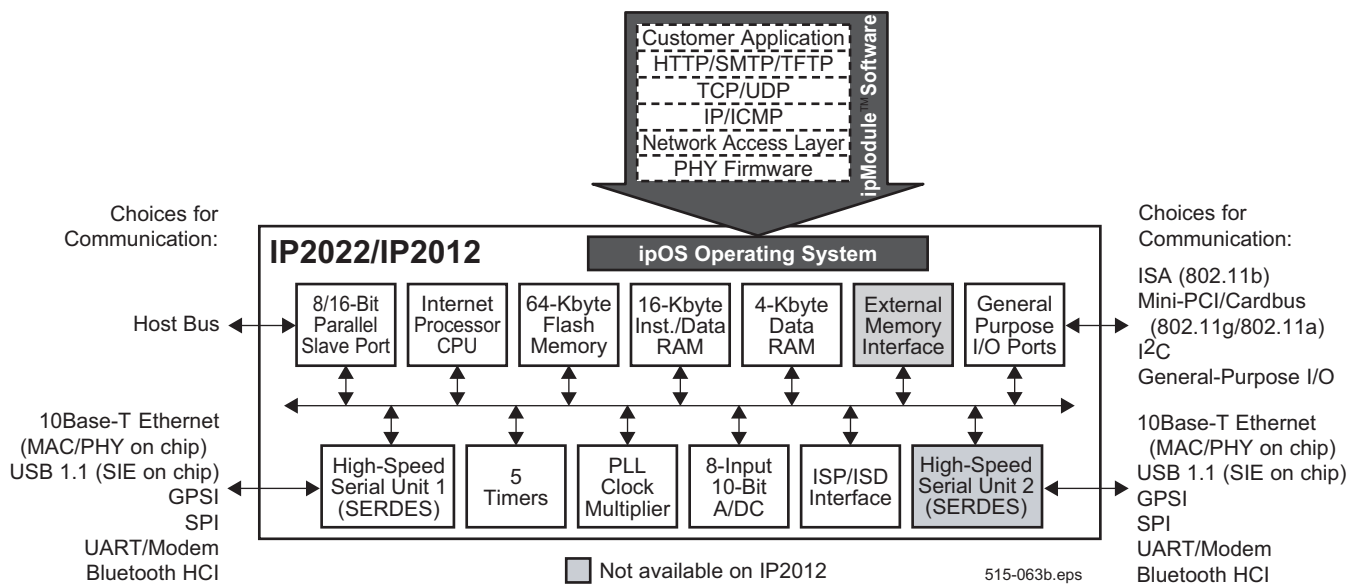 Customer Application
HTTP/SMTP/TFTP
TCP/UDP
IP/ICMP
Network Access Layer
PHY Firmware
ipModule™Software
Choices for
Communication:
Host Bus
10Base-T Ethernet
(MAC/PHY on chip)
USB 1.1 (SIE on chip)
GPSI
SPI
UART/Modem
Bluetooth HCI
IP2022/IP2012
ipOS Operating System
8/16-Bit
Parallel
Slave Port
Internet
Processor
CPU
64-Kbyte
Flash
Memory
16-Kbyte
Inst./Data
RAM
4-Kbyte
Data
RAM
External
Memory
Interface
General
Purpose
I/O Ports
High-Speed
Serial Unit 1
(SERDES)
5
Timers
PLL
Clock
Multiplier
8-Input
10-Bit
A/DC
ISP/ISD
Interface
High-Speed
Serial Unit 2
(SERDES)
Choices for
Communication:
ISA (802.11b)
Mini-PCI/Cardbus
(802.11g/802.11a)
I2C
General-Purpose I/O
10Base-T Ethernet
(MAC/PHY on chip)
USB 1.1 (SIE on chip)
GPSI
SPI
UART/Modem
Bluetooth HCI
Not available on IP2012
515-063b.eps